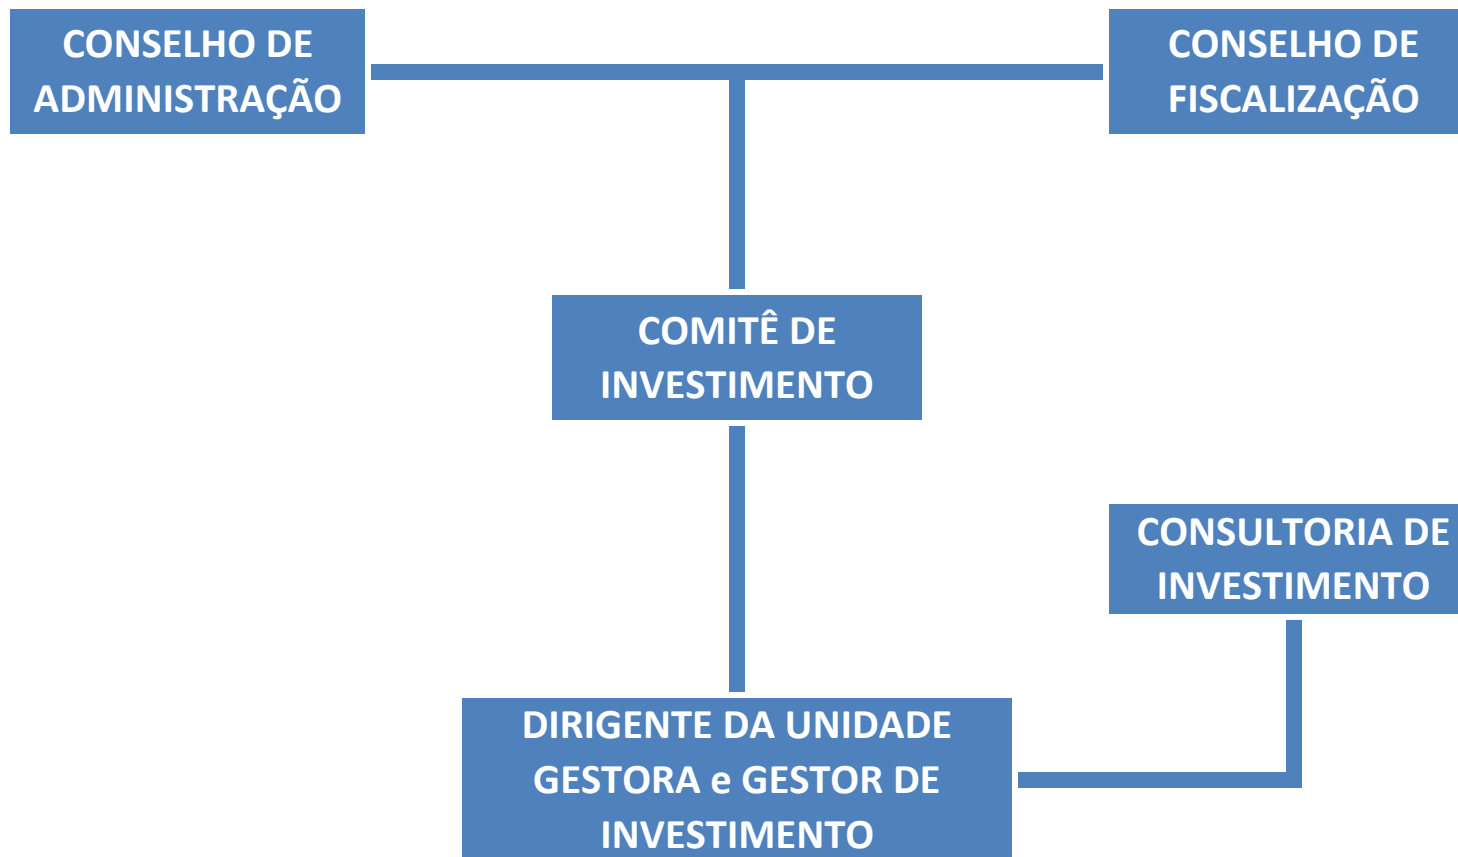 CONSELHO DE
ADMINISTRAÇÃO
CONSELHO DE
FISCALIZAÇÃO
COMITÊ DE
INVESTIMENTO
CONSULTORIA DE
INVESTIMENTO
DIRIGENTE DA UNIDADE
GESTORA e GESTOR DE
INVESTIMENTO